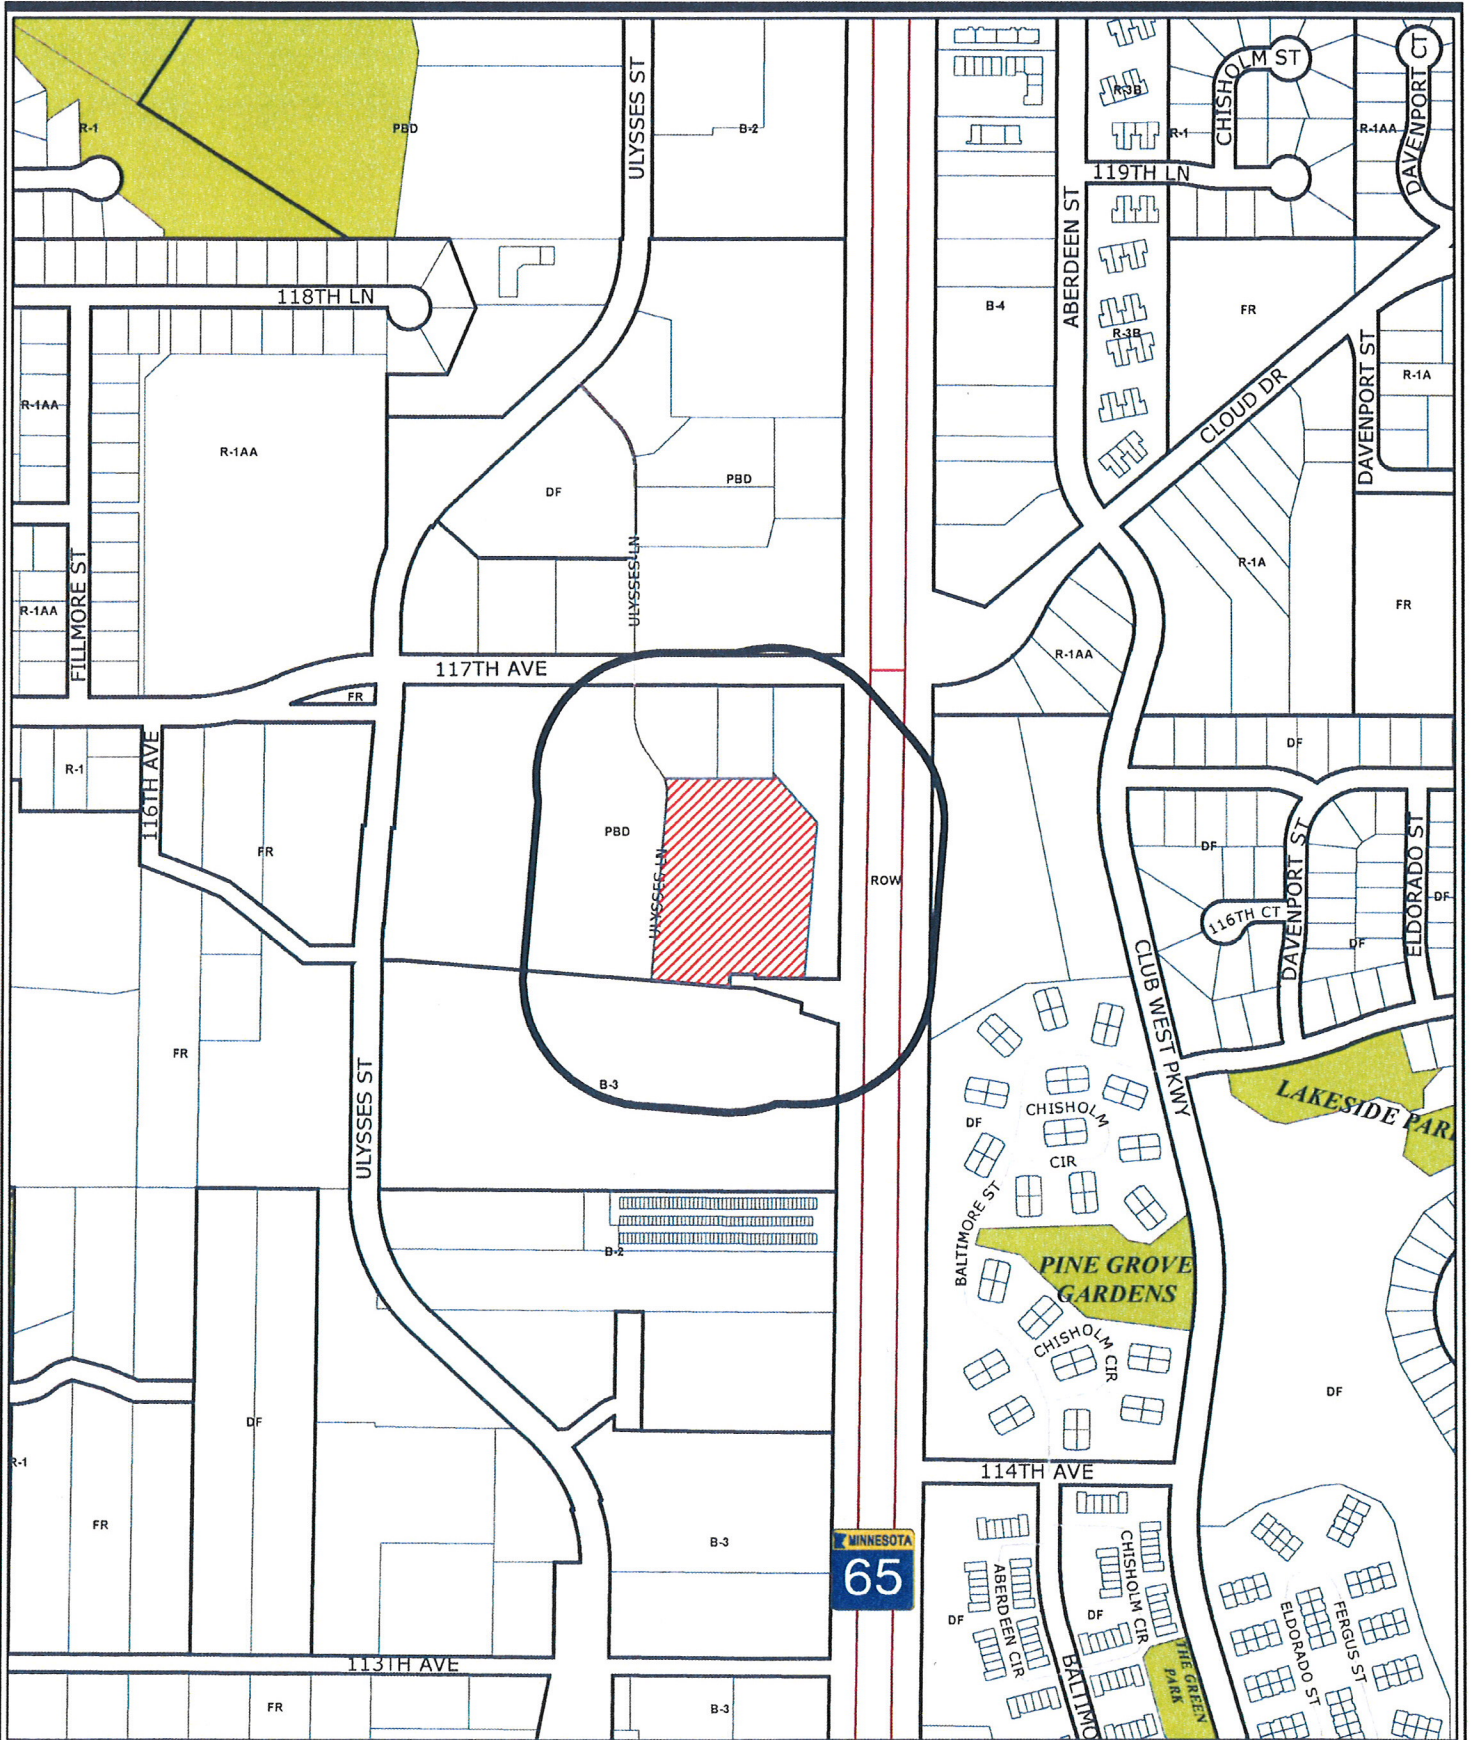 ULYSSES ST
CHISHOLM ST
DAVENPORT CT
R-3B
R-1
PBD
B-2
R-1
R-1AA
119TH LN
ABERDEEN ST
118TH LN
B-4
FR
R-3B
DAVENPORT ST
R-1A
R-1AA
CLOUD DR
R-1AA
PBD
DF
ULYSSES LN
R-1A
FILLMORE ST
R-1AA
FR
R-1AA
117TH AVE
FR
116TH AVE
R-1
DF
PBD
FR
ULYSSES LN
ROW
DF
DAVENPORT ST
ELDORADO ST
DF
116TH CT
DF
CLUB WEST PKWY
FR
ULYSSES ST
B-3
LAKESIDE PAR
CHISHOLM
CIR
DF
BALTIMORE ST
B-2
PINE GROVE
GARDENS
CHISHOLM CIR
DF
DF
R-1
114TH AVE
FR
B-3
MINNESOTA
65
ABERDEEN CIR
CHISHOLM CIR
DF
DF
ELDORADO ST
FERGUS ST
THE GREEN
PARK
BALTIMO
113TH AVE
FR
B-3